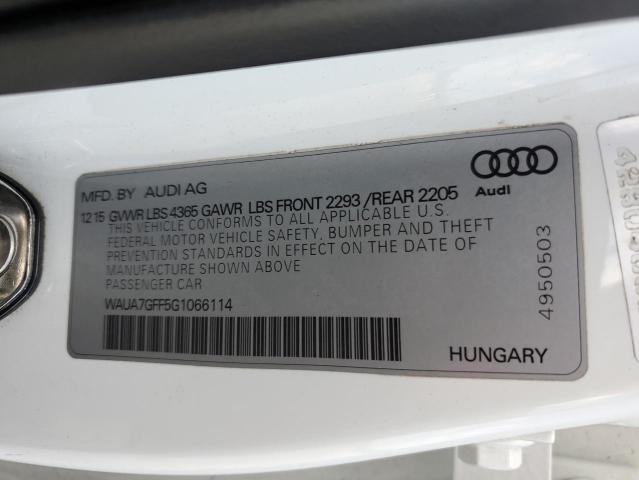 MFD. BY AUDI AG
12 15 GVWR LBS 4365 GAWR LBS FRONT 2293 /REAR 2205
THIS VEHICLE CONFORMS TO ALL APPLICABLE U.S.
FEDERAL MOTOR VEHICLE SAFETY, BUMPER AND THEFT
PREVENTION STANDARDS IN EFFECT ON THE DATE OF
MANUFACTURE SHOWN ABOVE
PASSENGER CAR
WAUA7GFF5G1066114
HUNGARY
Audi
4950503